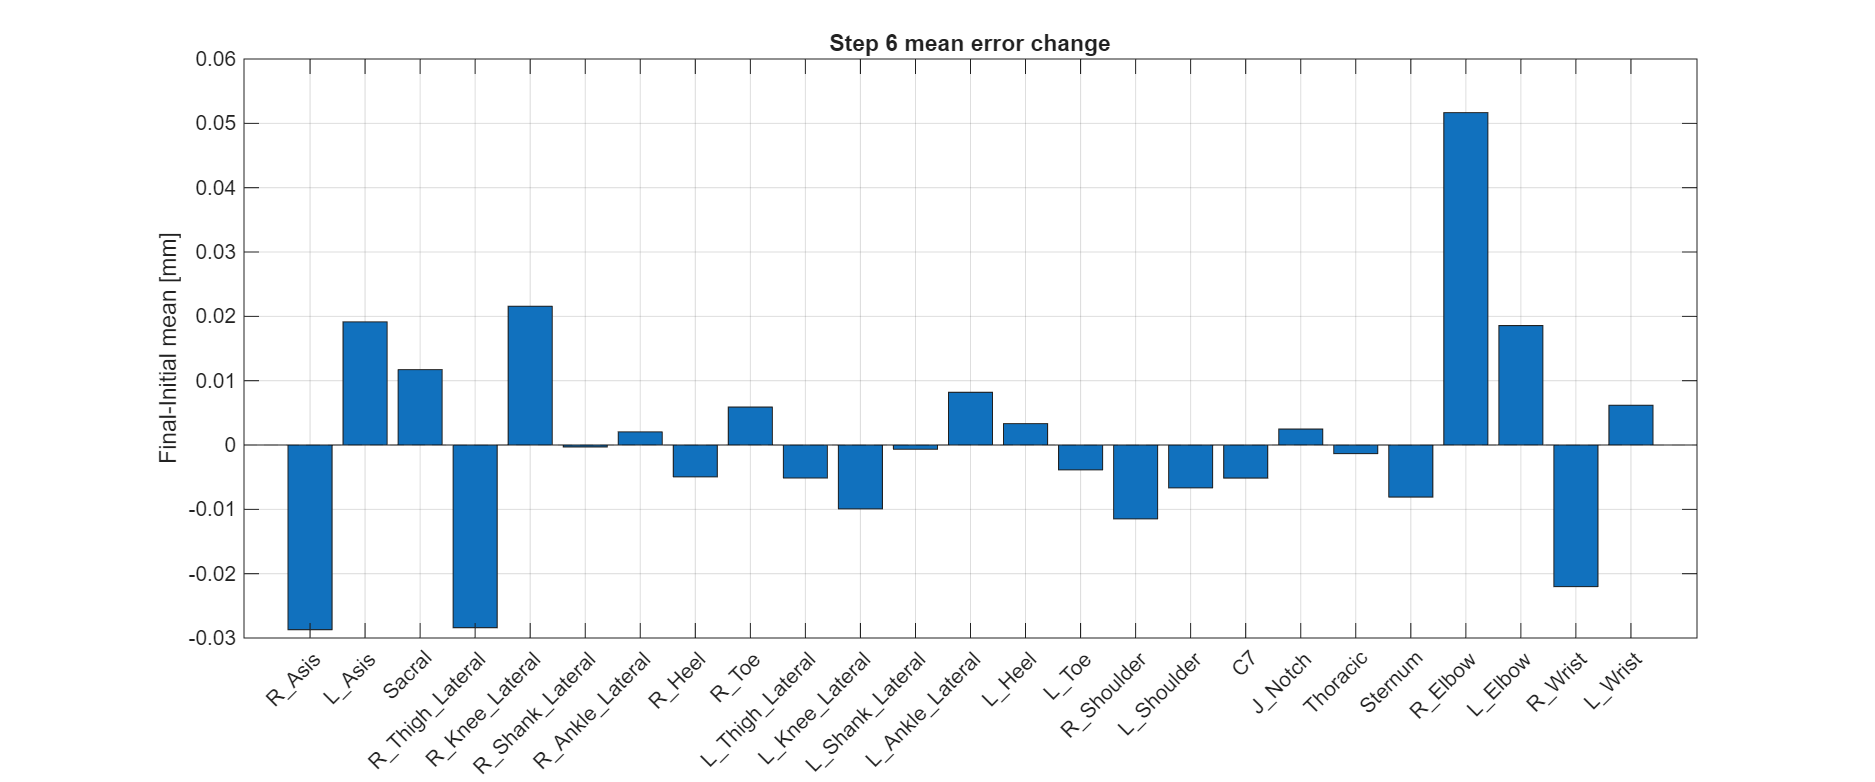 Step 6 mean error change
Final-Initial mean [mm]
0.06
0.05
0.04
0.03
0.02
0.01
0
-0.01
-0.02
-0.03
R_Asis
L_Asis
Sacral
R_Thigh_Lateral
R_Knee_Lateral
R_Shank_Lateral
R_Ankle_Lateral
R_Heel
R_Toe
L_Thigh_Lateral
L_Knee_Lateral
L_Shank_Lateral
L_Ankle_Lateral
L_Heel
L_Toe
R_Shoulder
L_Shoulder
C7
J_Notch
Thoracic
Sternum
R_Elbow
L_Elbow
R_Wrist
L_Wrist